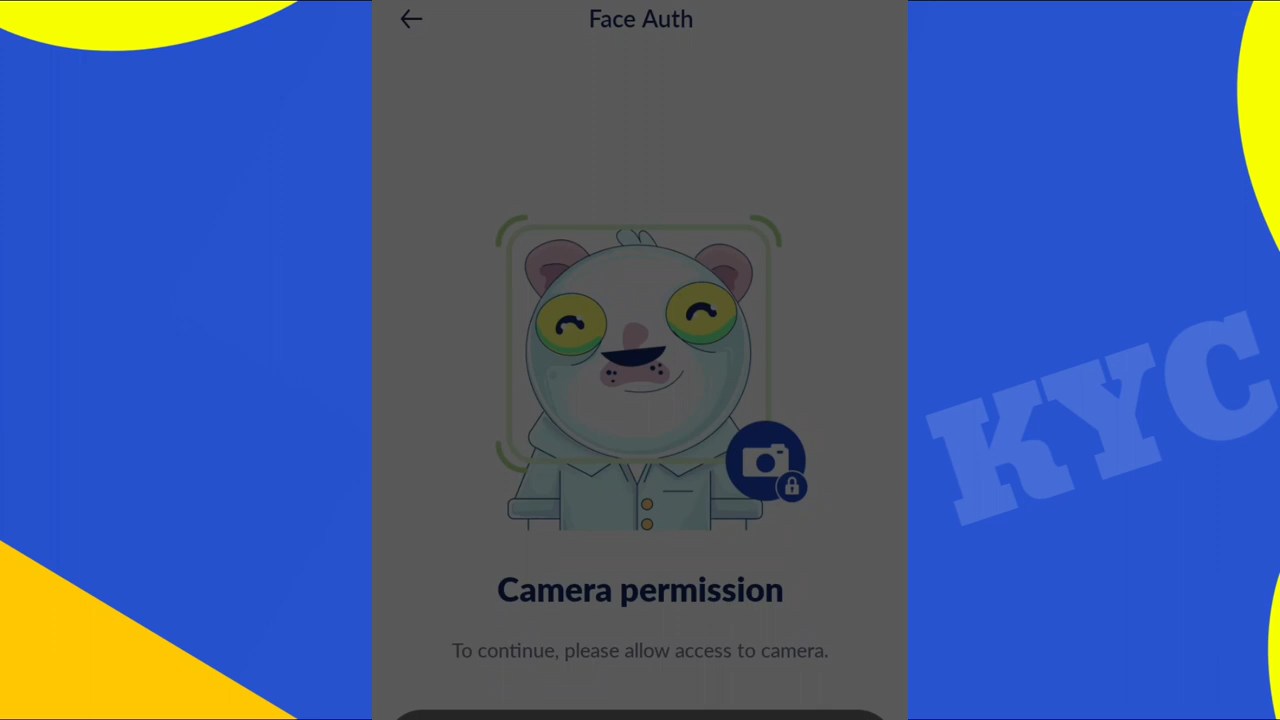 Face Auth
KYC
Camera permission
To continue, please allow access to camera.